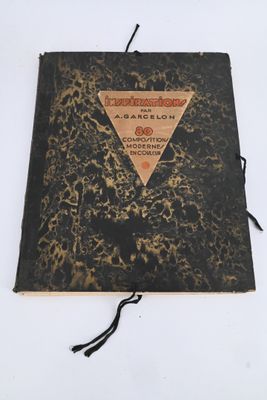 INSPIRATIONS
PAR
A. GARCELON
80
COMPOSITIONS
MODERNES
EN COULEUR